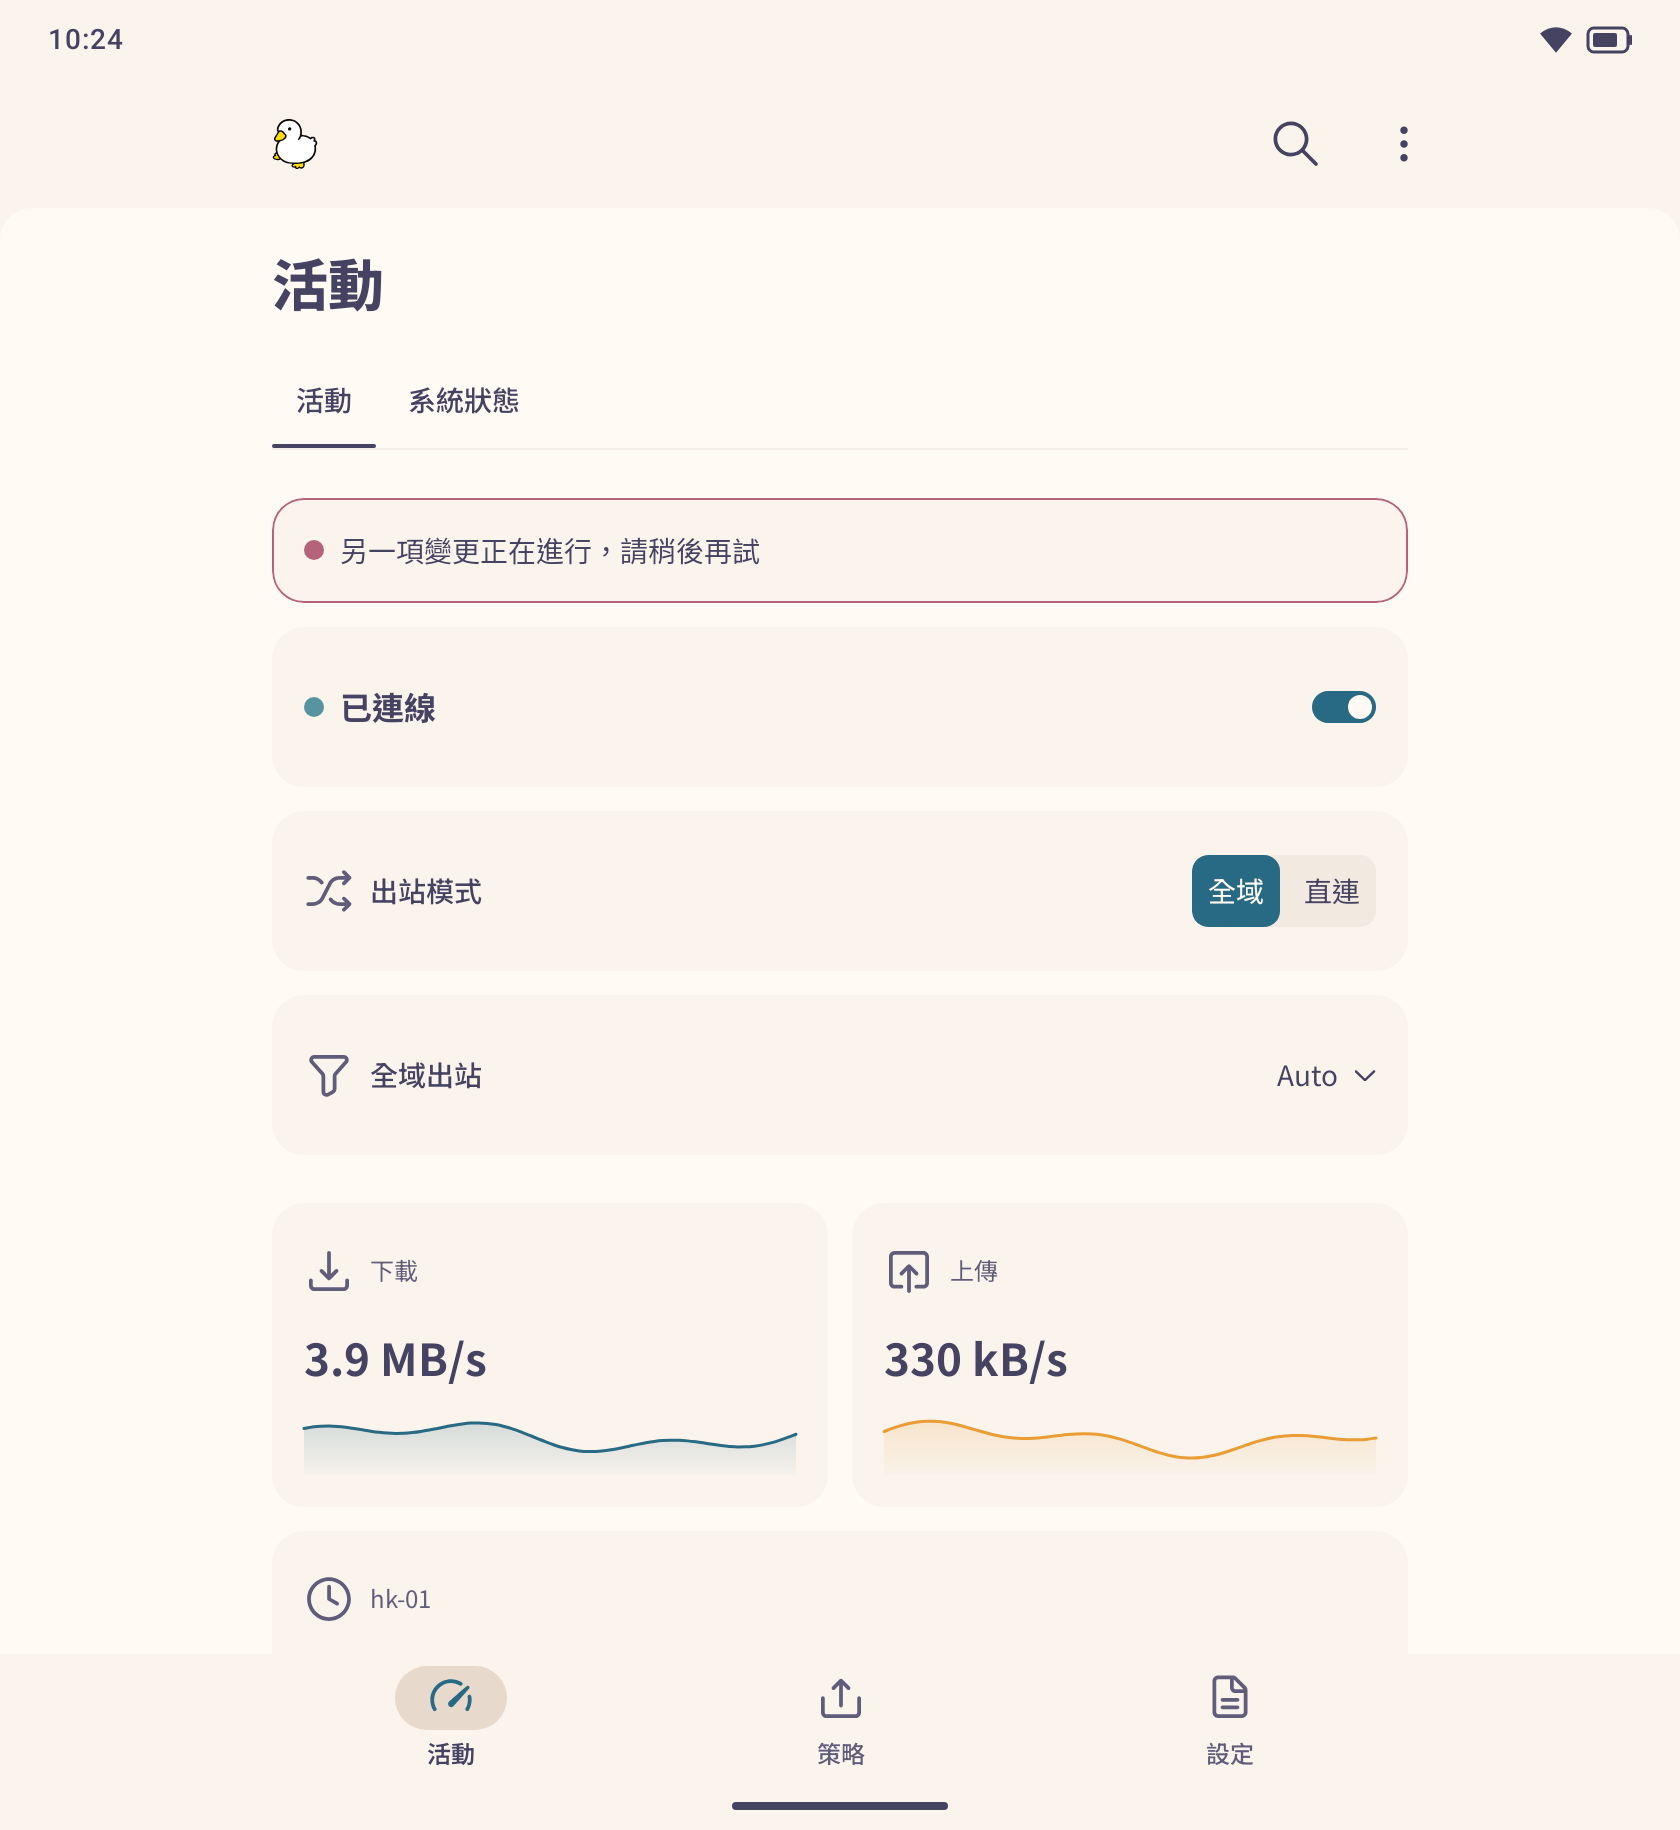 10:24
活動
活動
系統狀態
另一項變更正在進行，請稍後再試
已連線
出站模式
全域
直連
全域出站
Auto
下載
3.9 MB/s
上傳
330 kB/s
hk-01
活動
策略
設定